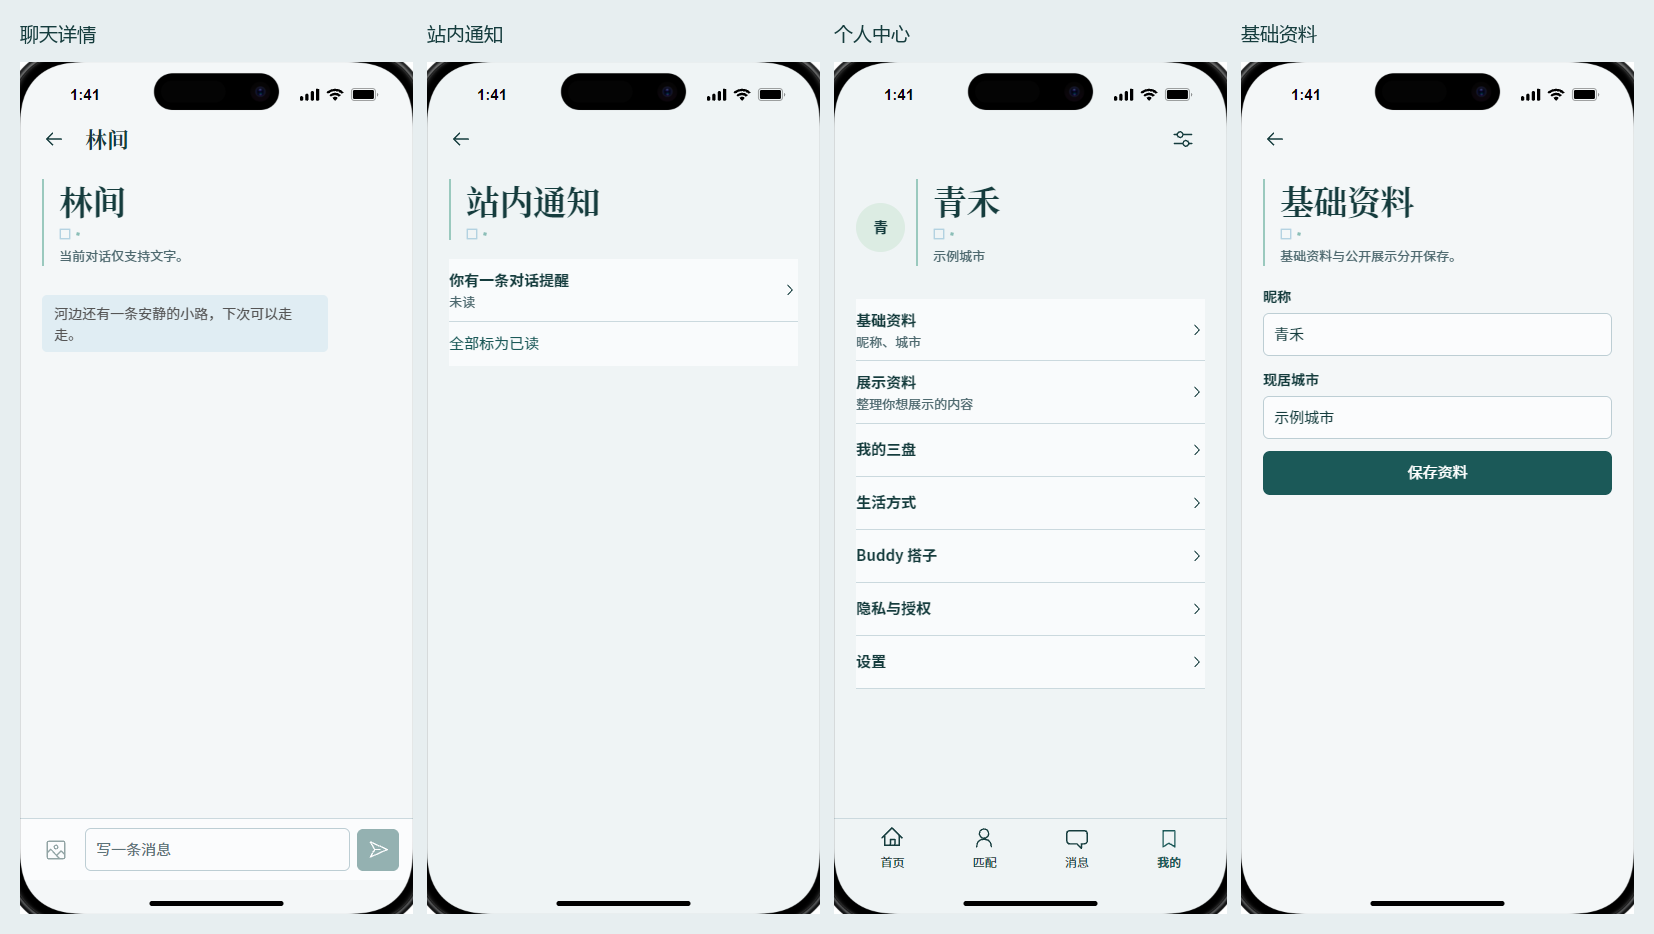 聊天详情
1:41
林间
林间
当前对话仅支持文字。
河边还有一条安静的小路，下次可以走
走。
写一条消息
站内通知
1:41
站内通知
你有一条对话提醒
未读
全部标为已读
个人中心
1:41
青
青禾
示例城市
基础资料
昵称、城市
展示资料
整理你想展示的内容
我的三盘
生活方式
Buddy 搭子
隐私与授权
设置
首页
匹配
消息
我的
基础资料
1:41
基础资料
基础资料与公开展示分开保存。
昵称
青禾
现居城市
示例城市
保存资料